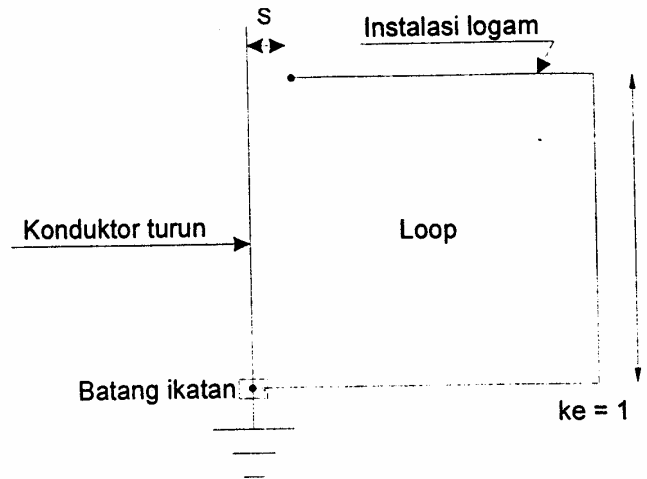 S
Instalasi logam
Konduktor turun
Loop
Batang ikatan
ke = 1